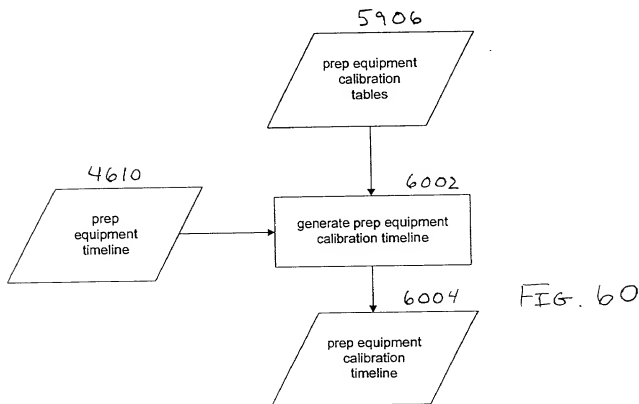 5906
prep equipment
calibration
tables
4610
prep
equipment
timeline
6002
generate prep equipment
calibration timeline
6004
prep equipment
calibration
timeline
FIG. 60